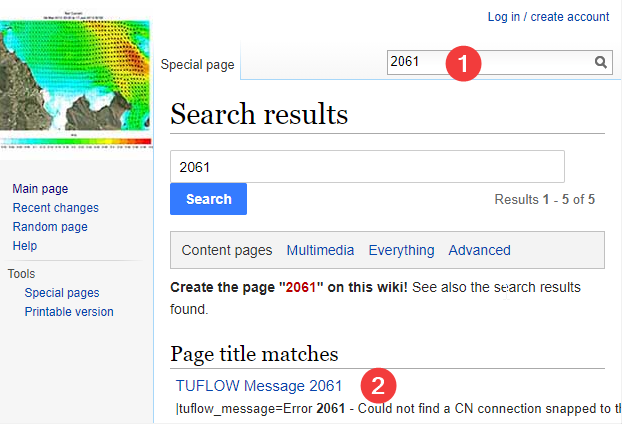 Log in / create account
Special page
2061
1
Search results
2061
Search
Results 1 - 5 of 5
Main page
Recent changes
Random page
Help
Tools
Special pages
Printable version
Content pages Multimedia Everything Advanced
Create the page "2061" on this wiki! See also the search results
found.
Page title matches
TUFLOW Message 2061
2
|tuflow_message=Error 2061 - Could not find a CN connection snapped to th